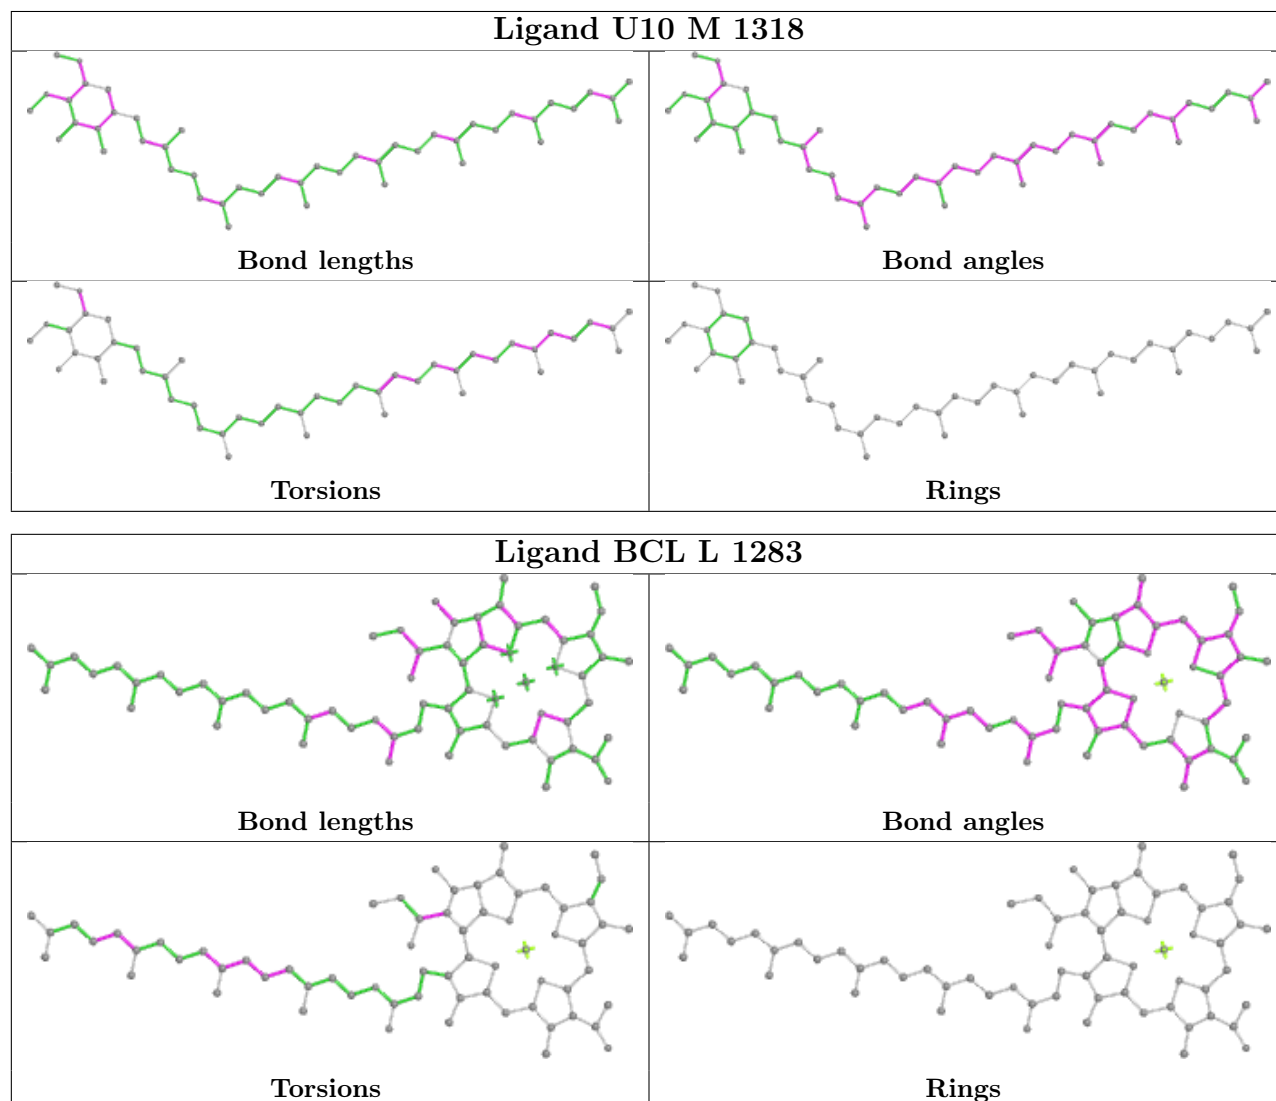 Ligand U10 M 1318
Bond lengths
Bond angles
Torsions
Rings
Ligand BCL L 1283
Bond lengths
Bond angles
Torsions
Rings